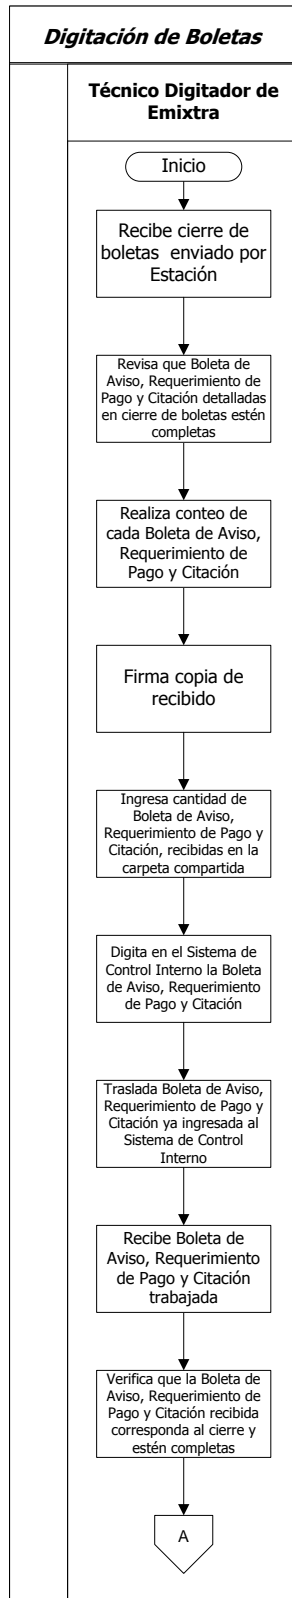 Digitación de Boletas
Técnico Digitador de
Emixtra
Inicio
Recibe cierre de
boletas enviado por
Estación
Revisa que Boleta de
Aviso, Requerimiento de
Pago y Citación detalladas
en cierre de boletas estén
completas
Realiza conteo de
cada Boleta de Aviso,
Requerimiento de
Pago y Citación
Firma copia de
recibido
Ingresa cantidad de
Boleta de Aviso,
Requerimiento de Pago y
Citación, recibidas en la
carpeta compartida
Digita en el Sistema de
Control Interno la Boleta
de Aviso, Requerimiento
de Pago y Citación
Traslada Boleta de Aviso,
Requerimiento de Pago y
Citación ya ingresada al
Sistema de Control
Interno
Recibe Boleta de
Aviso, Requerimiento
de Pago y Citación
trabajada
Verifica que la Boleta de
Aviso, Requerimiento de
Pago y Citación recibida
corresponda al cierre y
estén completas
A